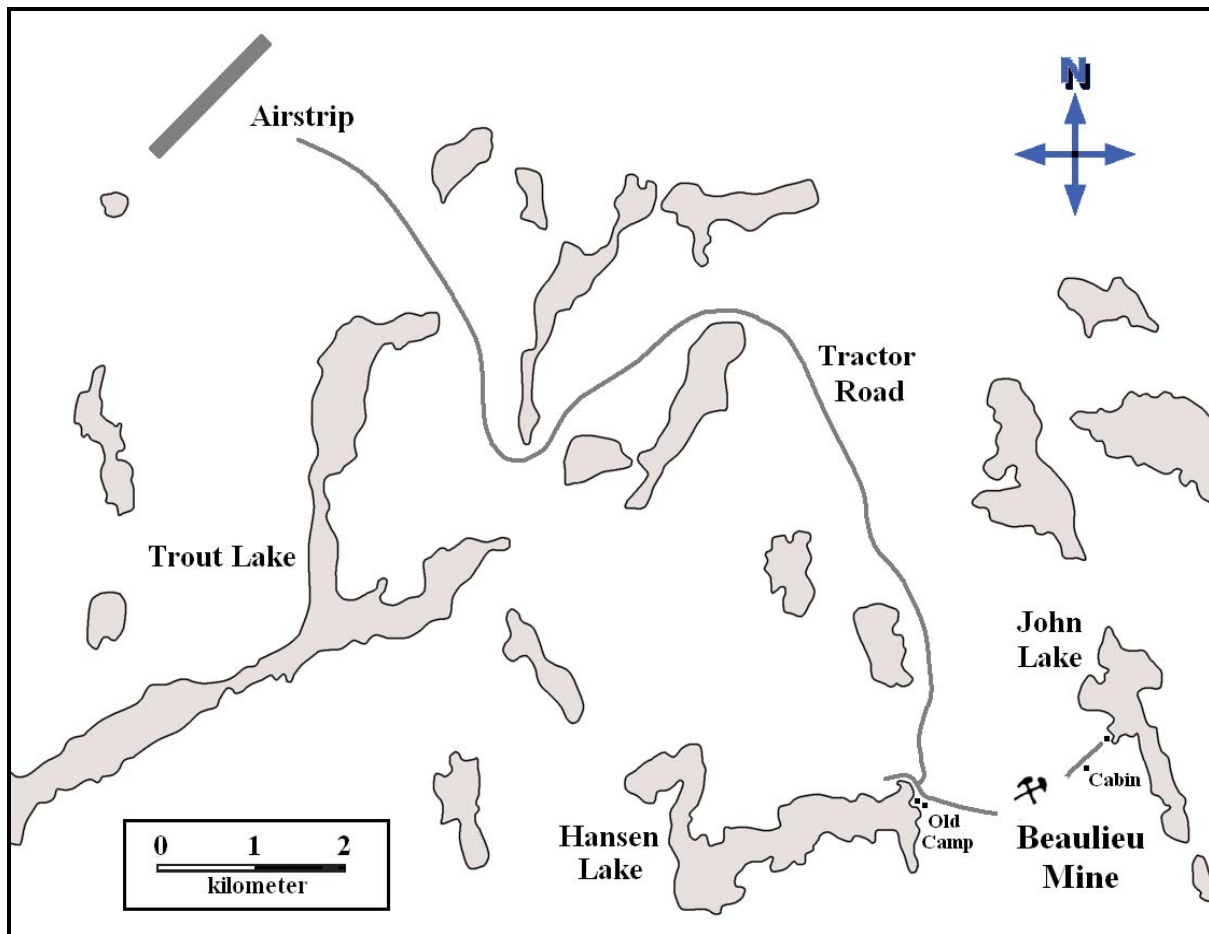 N
Airstrip
Tractor
Road
Trout Lake
John
Lake
Cabin
Old
Camp
Hansen
Lake
Beaulieu
Mine
0 1 2
kilometer